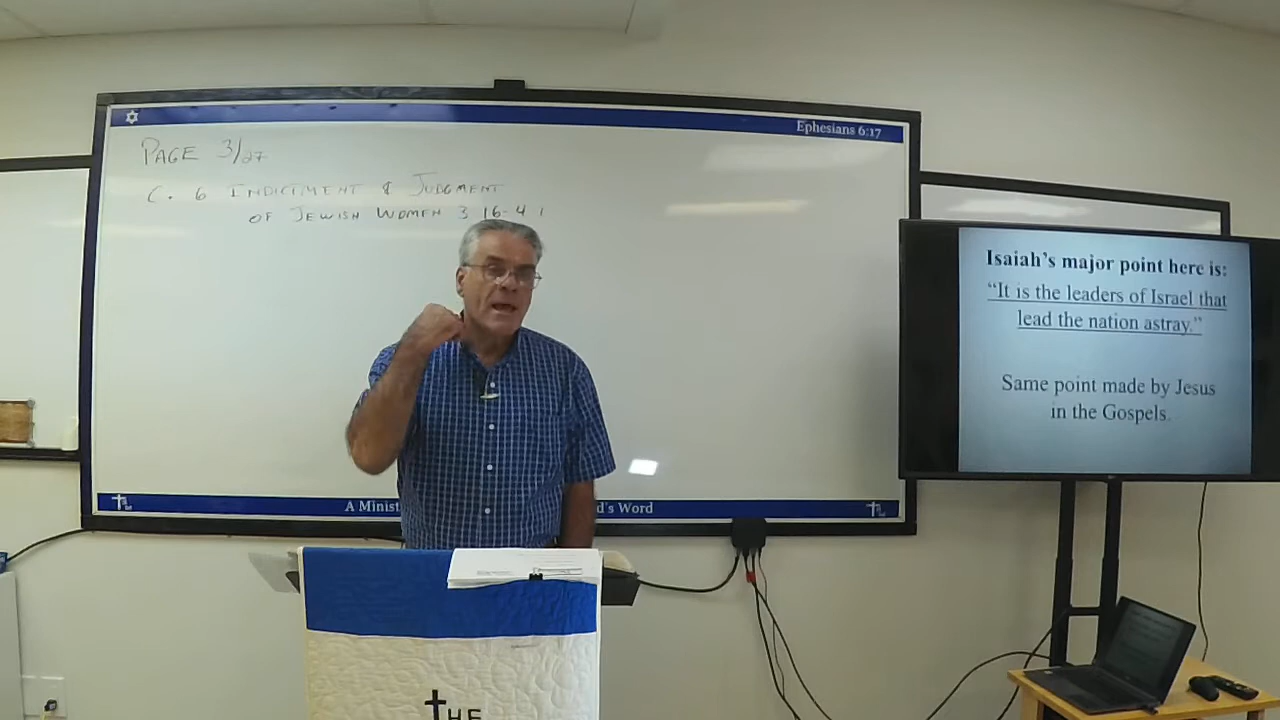 Ephesians 6:17
PAGE 3/27
C. 6 INDICTMENT & JUDGMENT
OF JEWISH WOMEN 3 16-4 1
Isaiah's major point here is:
"It is the leaders of Israel that
lead the nation astray."
Same point made by Jesus
in the Gospels.
A Minist
d's Word
THE